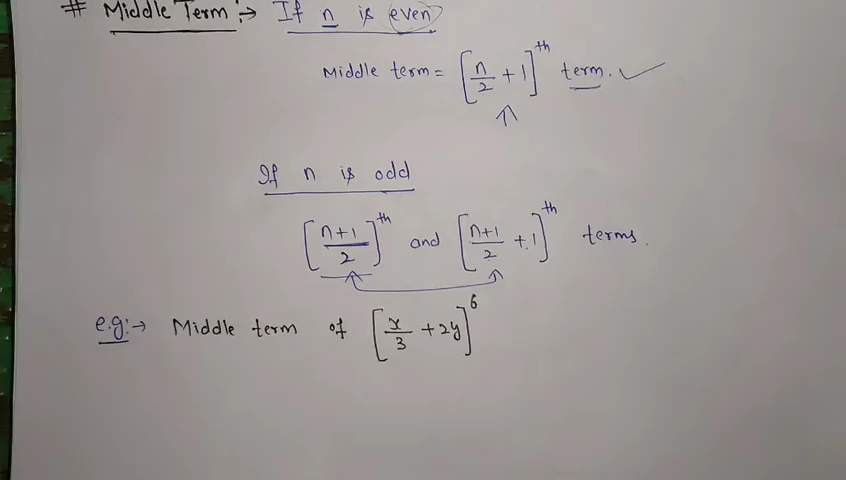 # Middle Term :→ If n is even
Middle term = [n/2 + 1]^th term. ✓
If n is odd
[n+1/2]^th and [n+1/2 + 1]^th terms.
e.g:→ Middle term of [x/3 + 2y]^6